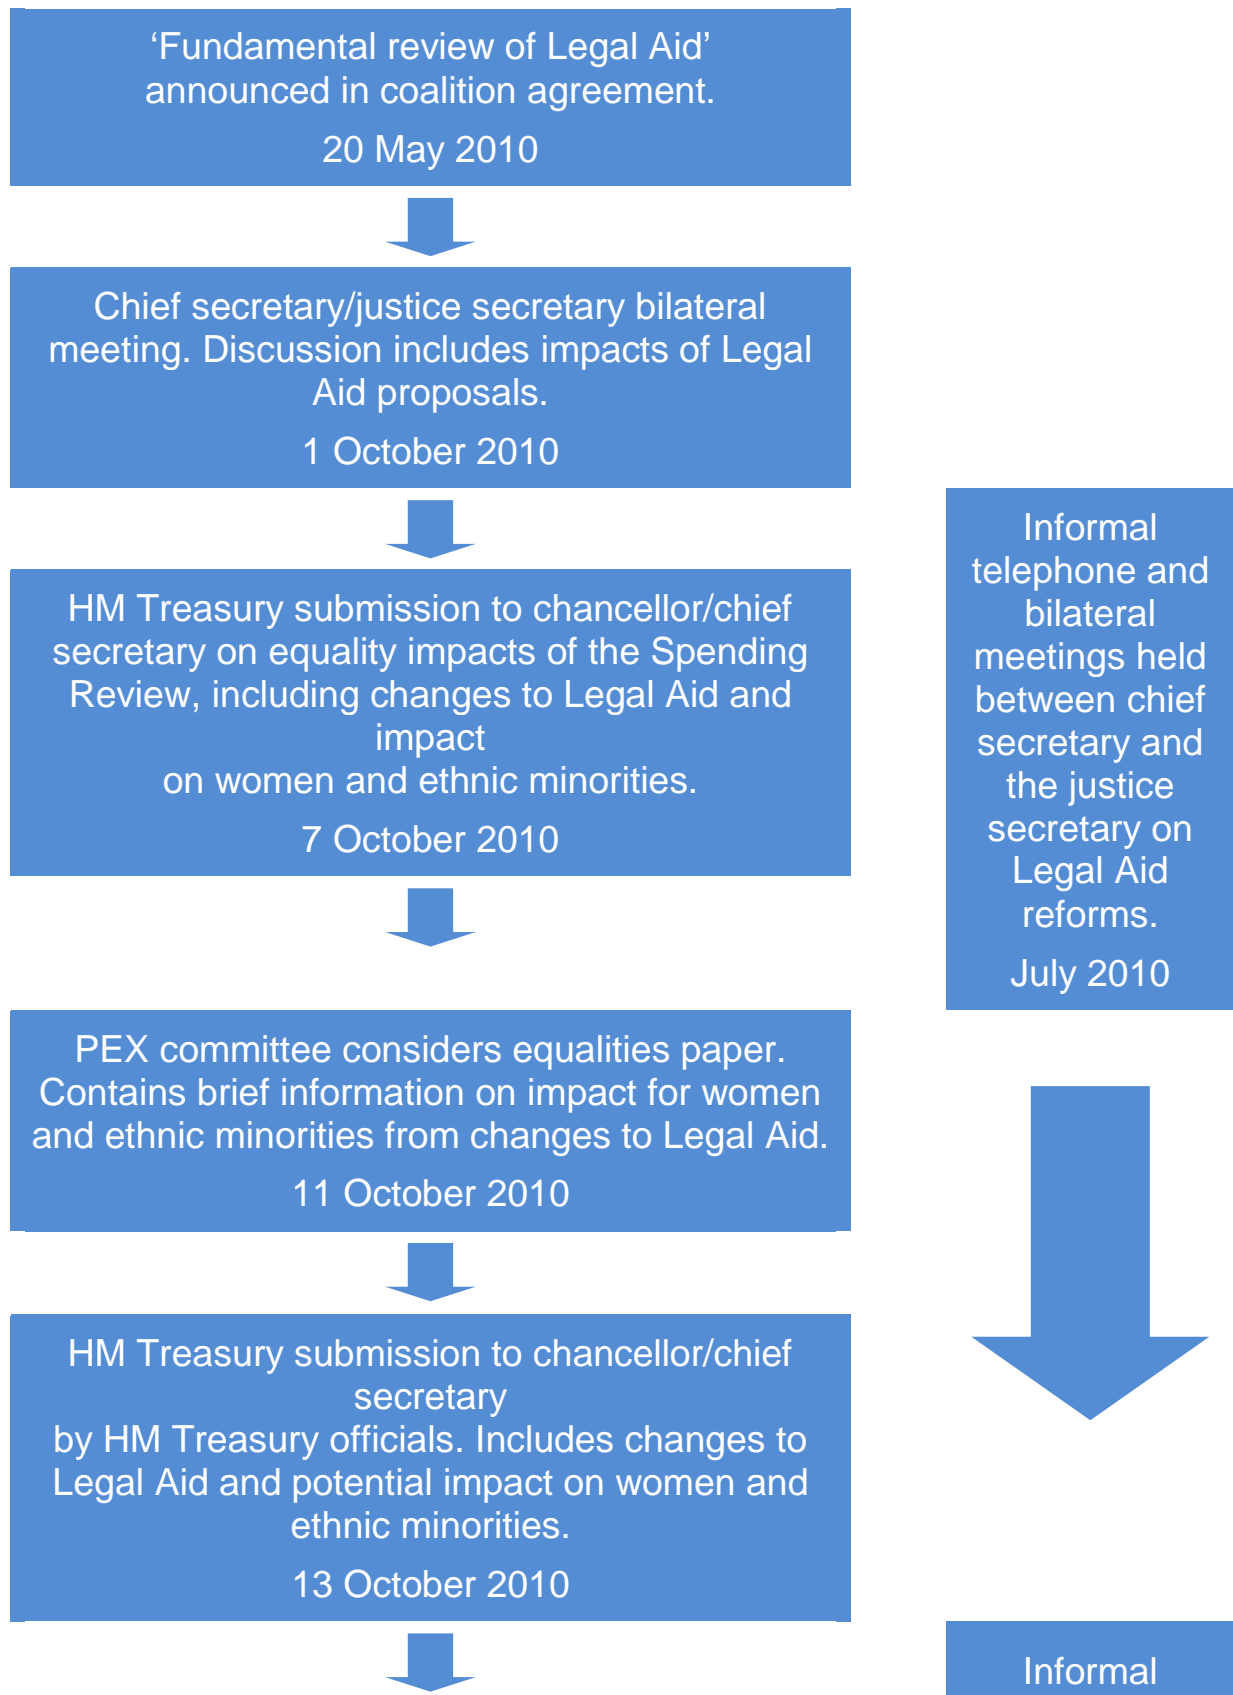 ‘Fundamental review of Legal Aid’
announced in coalition agreement.
20 May 2010
Chief secretary/justice secretary bilateral
meeting. Discussion includes impacts of Legal
Aid proposals.
1 October 2010
HM Treasury submission to chancellor/chief
secretary on equality impacts of the Spending
Review, including changes to Legal Aid and
impact
on women and ethnic minorities.
7 October 2010
PEX committee considers equalities paper.
Contains brief information on impact for women
and ethnic minorities from changes to Legal Aid.
11 October 2010
HM Treasury submission to chancellor/chief
secretary
by HM Treasury officials. Includes changes to
Legal Aid and potential impact on women and
ethnic minorities.
13 October 2010
Informal
telephone and
bilateral
meetings held
between chief
secretary and
the justice
secretary on
Legal Aid
reforms.
July 2010
Informal